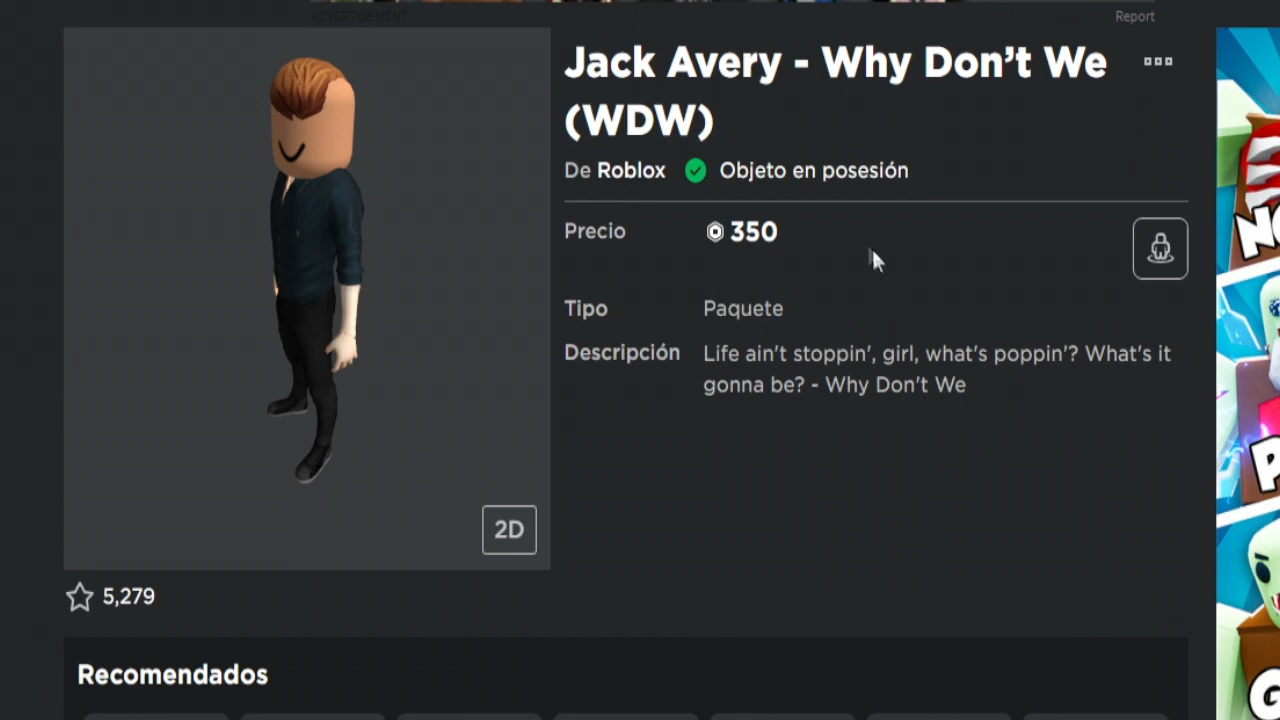 ADVERTISEMENT
Report
Jack Avery - Why Don’t We
(WDW)
De Roblox Objeto en posesión
Precio 350
Tipo Paquete
Descripción Life ain't stoppin', girl, what's poppin'? What's it
gonna be? - Why Don't We
2D
5,279
Recomendados